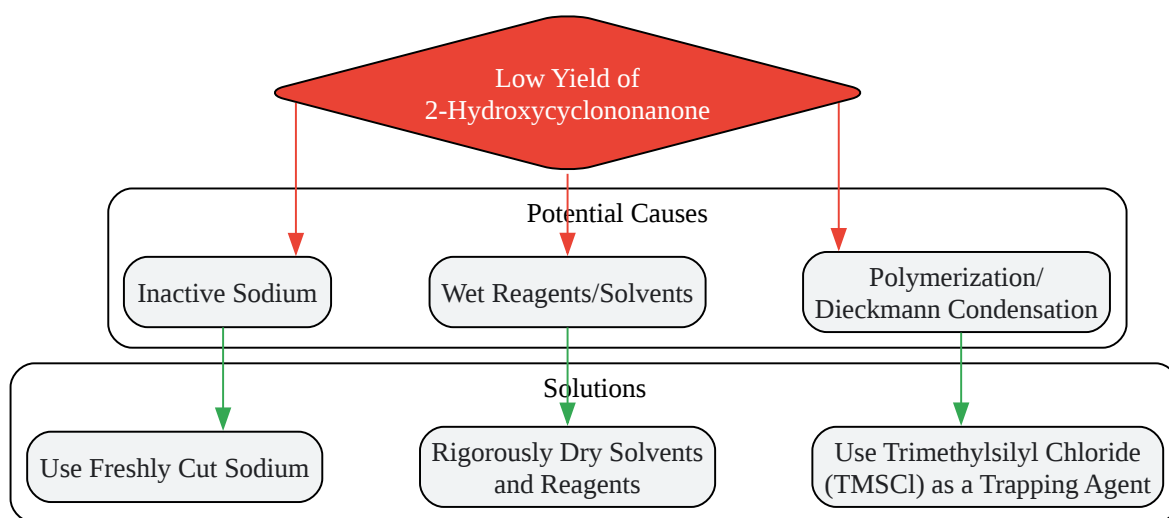 Low Yield of
2-Hydroxycyclononanone
Potential Causes
Inactive Sodium
Wet Reagents/Solvents
Polymerization/
Dieckmann Condensation
Solutions
Use Freshly Cut Sodium
Rigorously Dry Solvents
and Reagents
Use Trimethylsilyl Chloride
(TMSCl) as a Trapping Agent